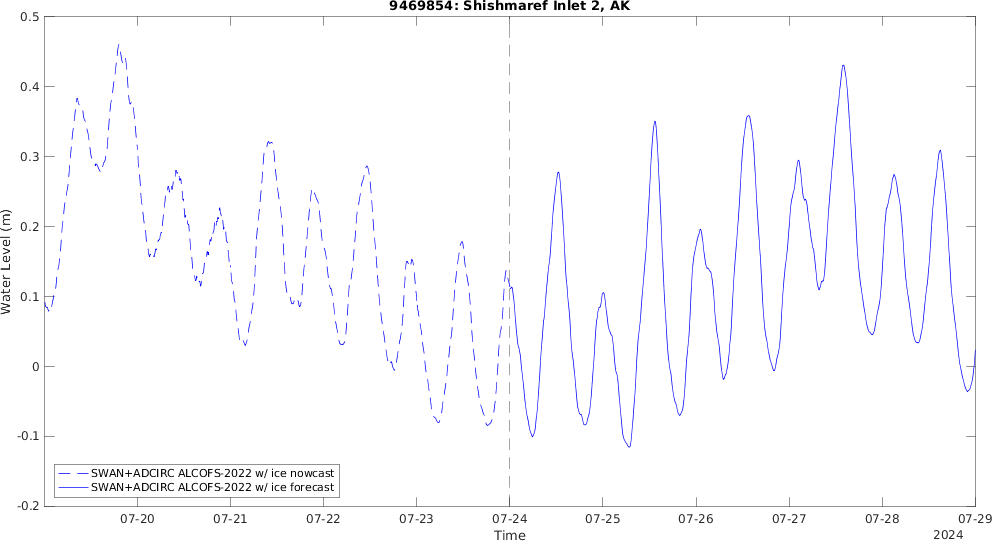 9469854: Shishmaref Inlet 2, AK
Water Level (m)
0.5
0.4
0.3
0.2
0.1
0
-0.1
-0.2
SWAN+ADCIRC ALCOFS-2022 w/ ice nowcast
SWAN+ADCIRC ALCOFS-2022 w/ ice forecast
07-20 07-21 07-22 07-23 07-24 07-25 07-26 07-27 07-28 07-29
Time
2024